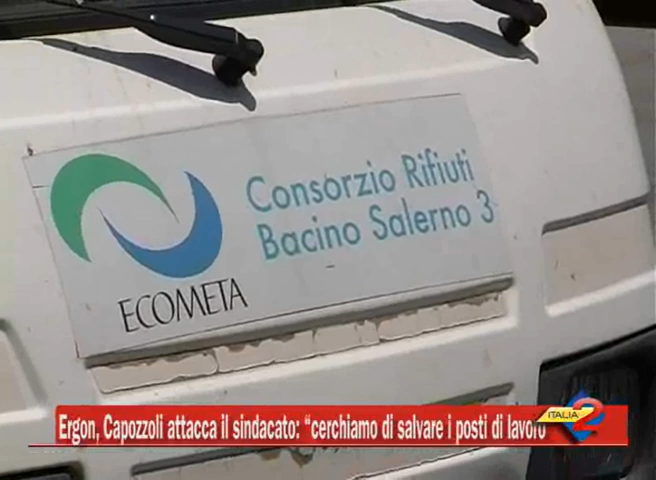 Consorzio Rifiuti
Bacino Salerno 3
ECOMETA
Ergon, Capozzoli attacca il sindacato: "cerchiamo di salvare i posti di lavoro
ITALIA
2